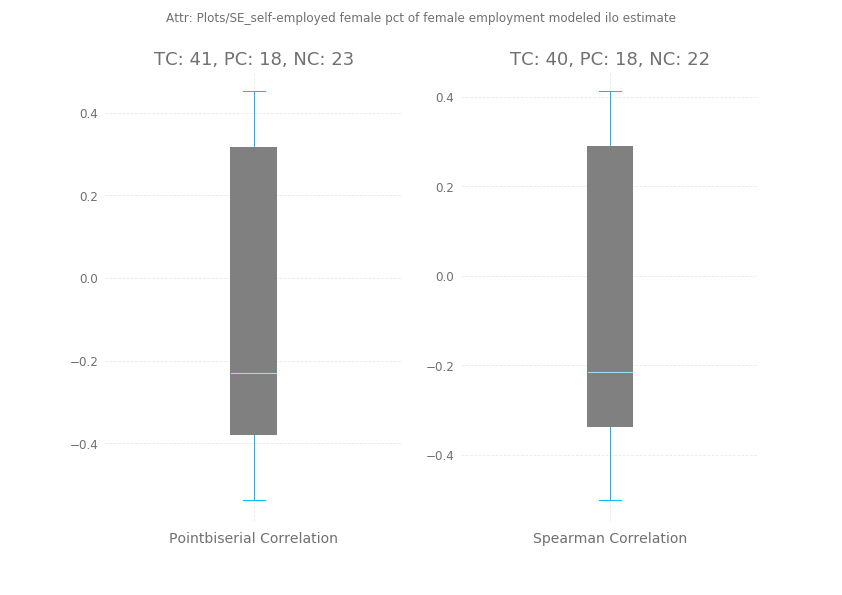 Attr: Plots/SE_self-employed female pct of female employment modeled ilo estimate
TC: 41, PC: 18, NC: 23
0.4
0.2
0.0
−0.2
−0.4
Pointbiserial Correlation
TC: 40, PC: 18, NC: 22
0.4
0.2
0.0
−0.2
−0.4
Spearman Correlation